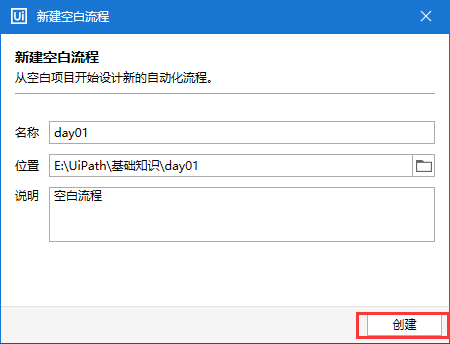 Ui 新建空白流程
新建空白流程
从空白项目开始设计新的自动化流程。
名称 day01
位置 E:\UiPath\基础知识\day01
说明 空白流程
创建